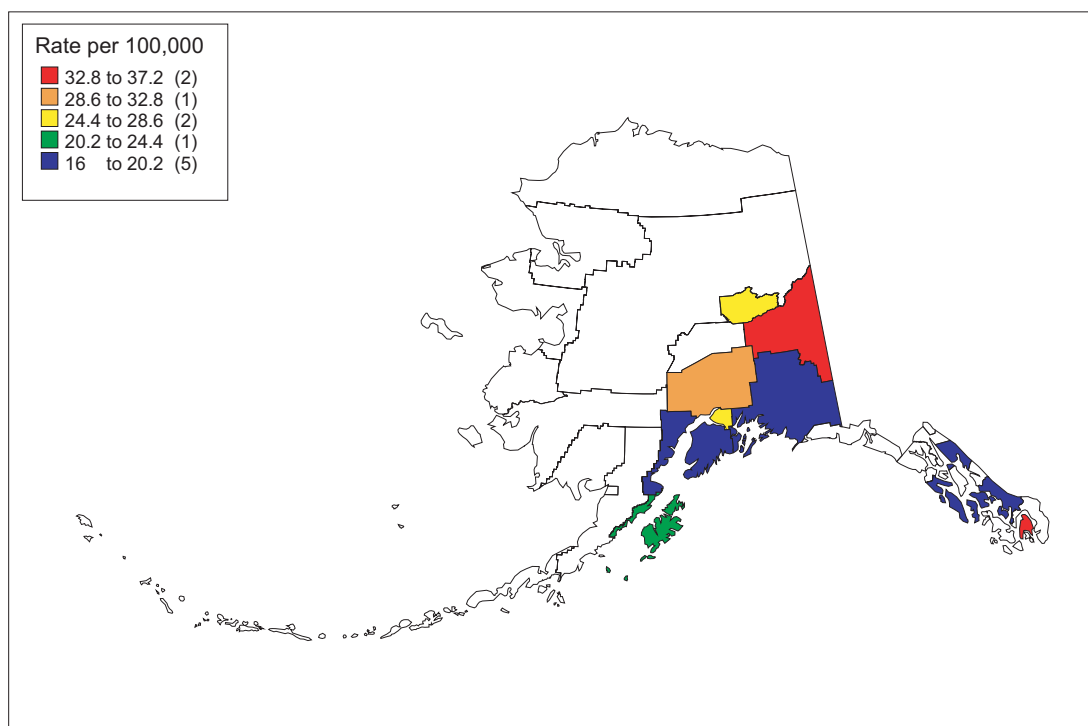 Rate per 100,000
32.8 to 37.2 (2)
28.6 to 32.8 (1)
24.4 to 28.6 (2)
20.2 to 24.4 (1)
16 to 20.2 (5)